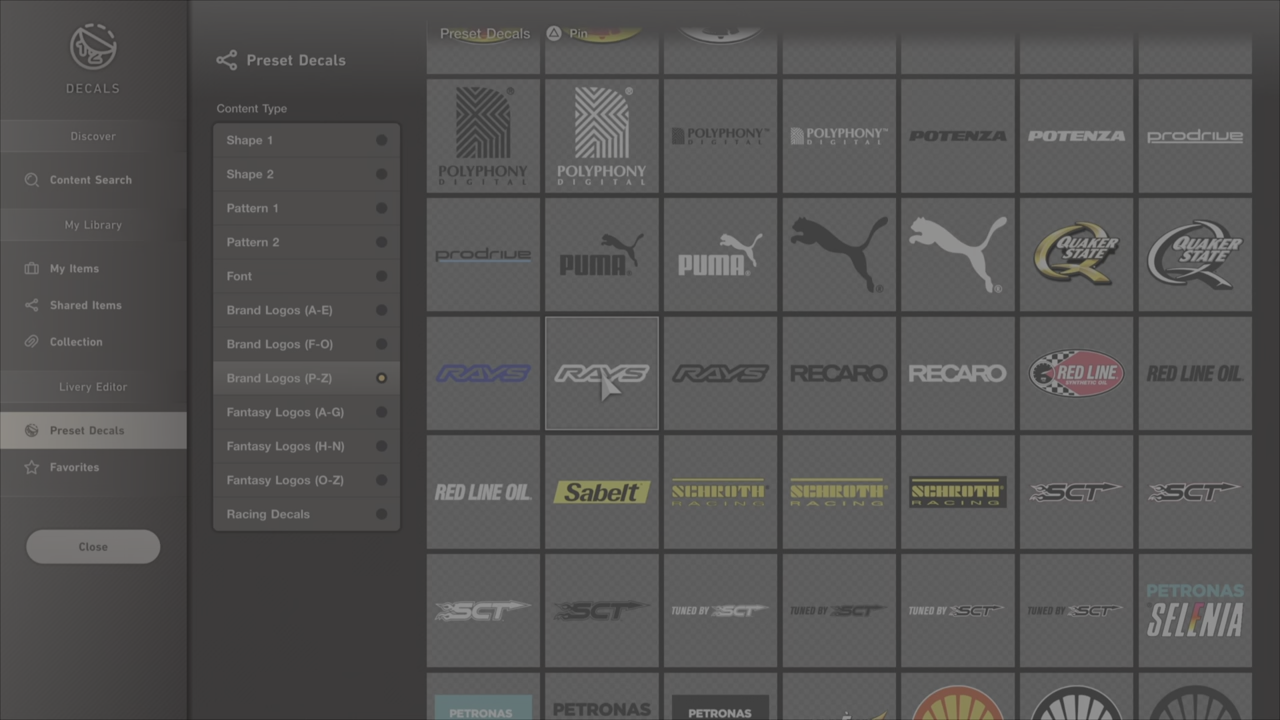 DECALS
Discover
Content Search
My Library
My Items
Shared Items
Collection
Livery Editor
Preset Decals
Favorites
Close
Preset Decals
Content Type
Shape 1
Shape 2
Pattern 1
Pattern 2
Font
Brand Logos (A-E)
Brand Logos (F-O)
Brand Logos (P-Z)
Fantasy Logos (A-G)
Fantasy Logos (H-N)
Fantasy Logos (O-Z)
Racing Decals
Preset Decals Pin
POLYPHONY®
DIGITAL
POLYPHONY®
DIGITAL
POLYPHONY™
DIGITAL
POLYPHONY™
DIGITAL
POTENZA
POTENZA
prodrive
prodrive
PUMA®
PUMA®
®
®
QUAKER
STATE
QUAKER
STATE
RAYS
RAYS
RAYS
RECARO
RECARO
RED LINE
SYNTHETIC OIL
RED LINE OIL
RED LINE OIL
Sabelt
SCHROTH®
RACING
SCHROTH®
RACING
SCHROTH®
RACING
SCT
SCT
SCT
SCT
TUNED BY SCT
TUNED BY SCT
TUNED BY SCT
TUNED BY SCT
PETRONAS
SELENIA
PETRONAS
PETRONAS
PETRONAS